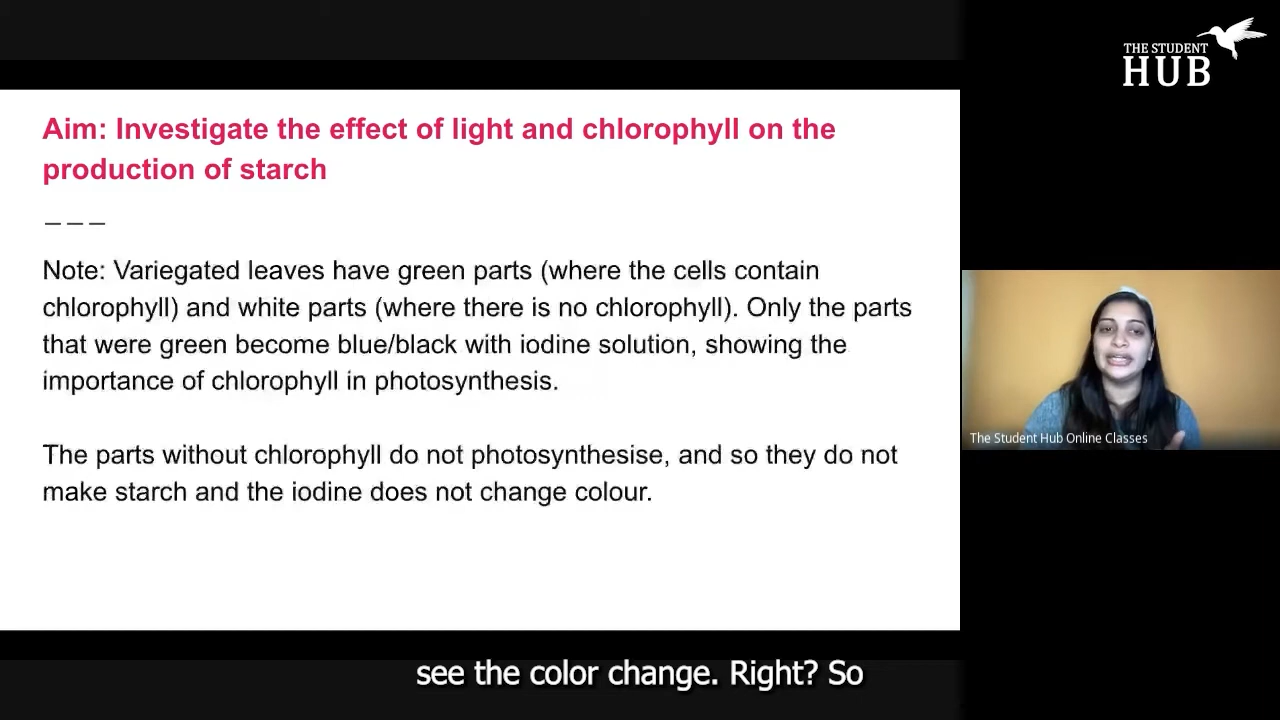 THE STUDENT
HUB
Aim: Investigate the effect of light and chlorophyll on the
production of starch
Note: Variegated leaves have green parts (where the cells contain
chlorophyll) and white parts (where there is no chlorophyll). Only the parts
that were green become blue/black with iodine solution, showing the
importance of chlorophyll in photosynthesis.
The parts without chlorophyll do not photosynthesise, and so they do not
make starch and the iodine does not change colour.
The Student Hub Online Classes
see the color change. Right? So